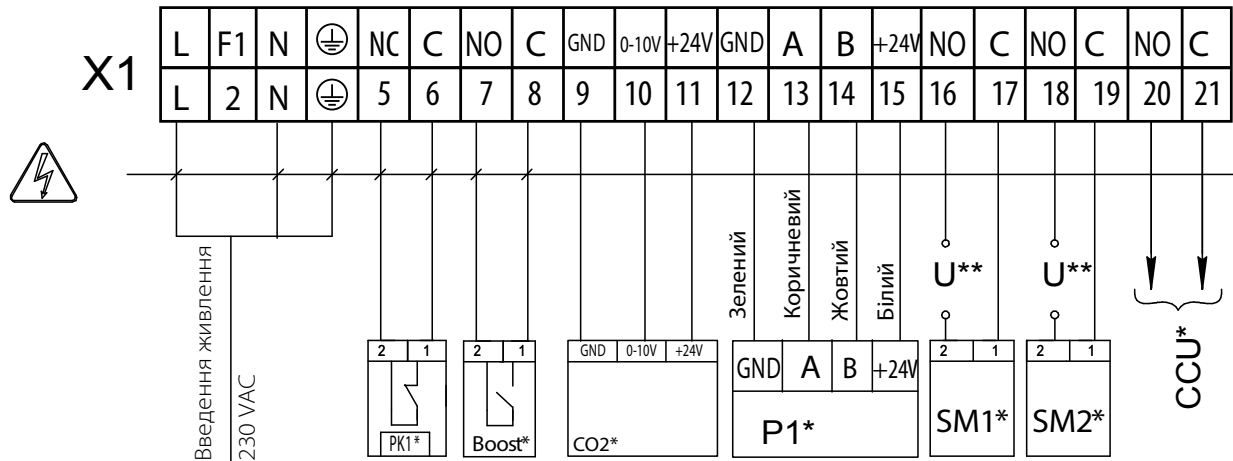 X1
L F1 N NC C NO C GND 0-10V +24V GND A B +24V NO C NO C NO C
L 2 N 5 6 7 8 9 10 11 12 13 14 15 16 17 18 19 20 21
Введення живлення
230 VAC
2 1
PK1*
2 1
Boost*
GND 0-10V +24V
CO2*
Зелений
Коричневий
Жовтий
Білий
GND A B +24V
P1*
U**
2 1
SM1*
U**
2 1
SM2*
CCU*